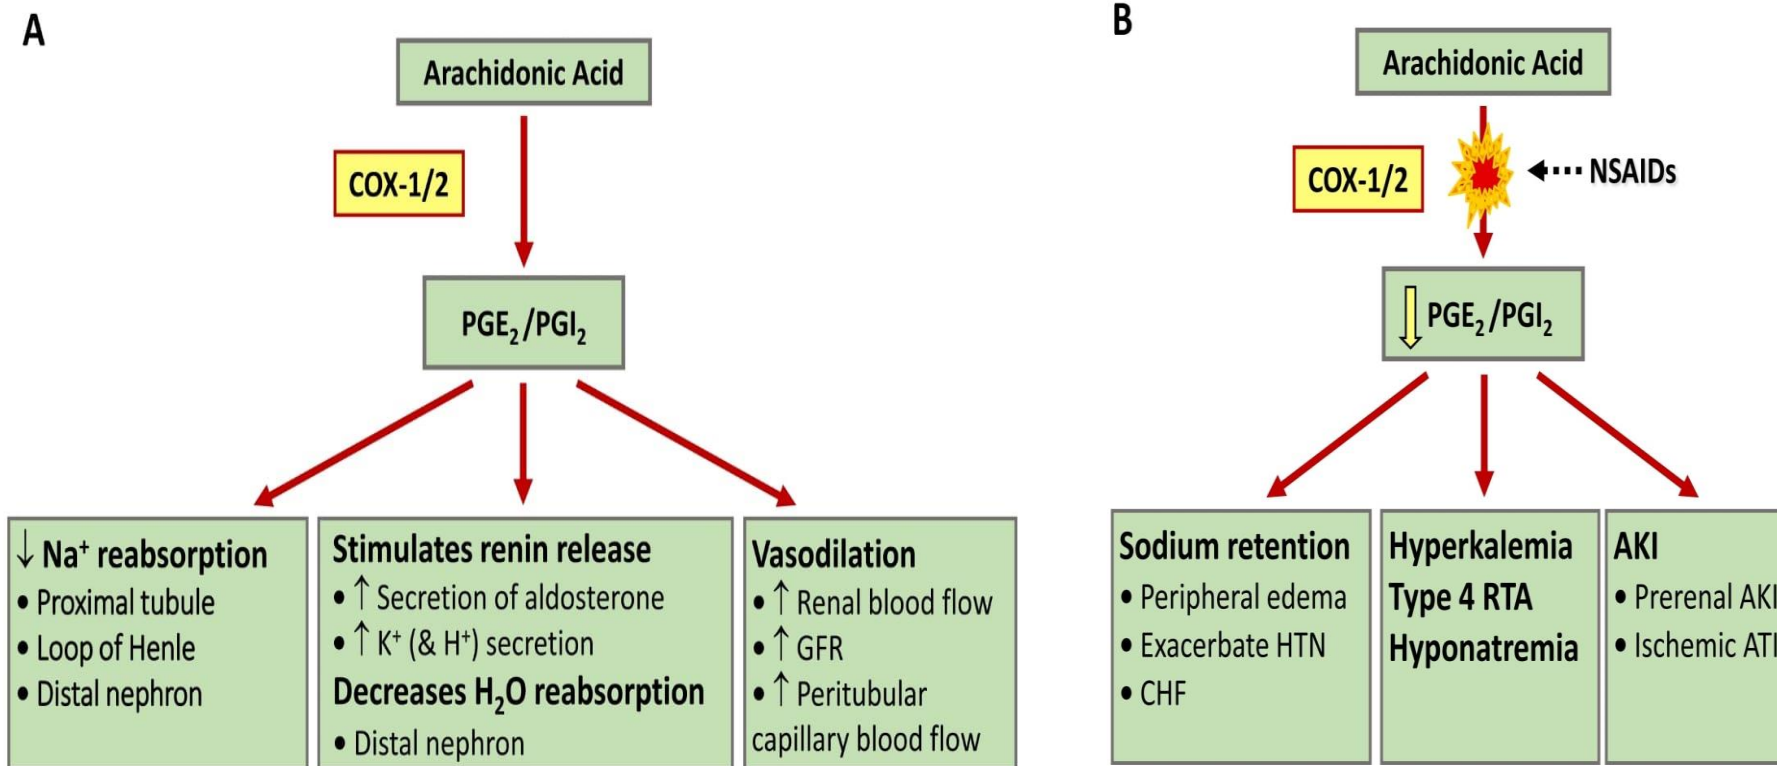 A
Arachidonic Acid
COX-1/2
PGE₂/PGI₂
↓ Na⁺ reabsorption
• Proximal tubule
• Loop of Henle
• Distal nephron
Stimulates renin release
• ↑ Secretion of aldosterone
• ↑ K⁺ (& H⁺) secretion
Decreases H₂O reabsorption
• Distal nephron
Vasodilation
• ↑ Renal blood flow
• ↑ GFR
• ↑ Peritubular
capillary blood flow
B
Arachidonic Acid
COX-1/2
NSAIDs
PGE₂/PGI₂
Sodium retention
• Peripheral edema
• Exacerbate HTN
• CHF
Hyperkalemia
Type 4 RTA
Hyponatremia
AKI
• Prerenal AKI
• Ischemic ATI